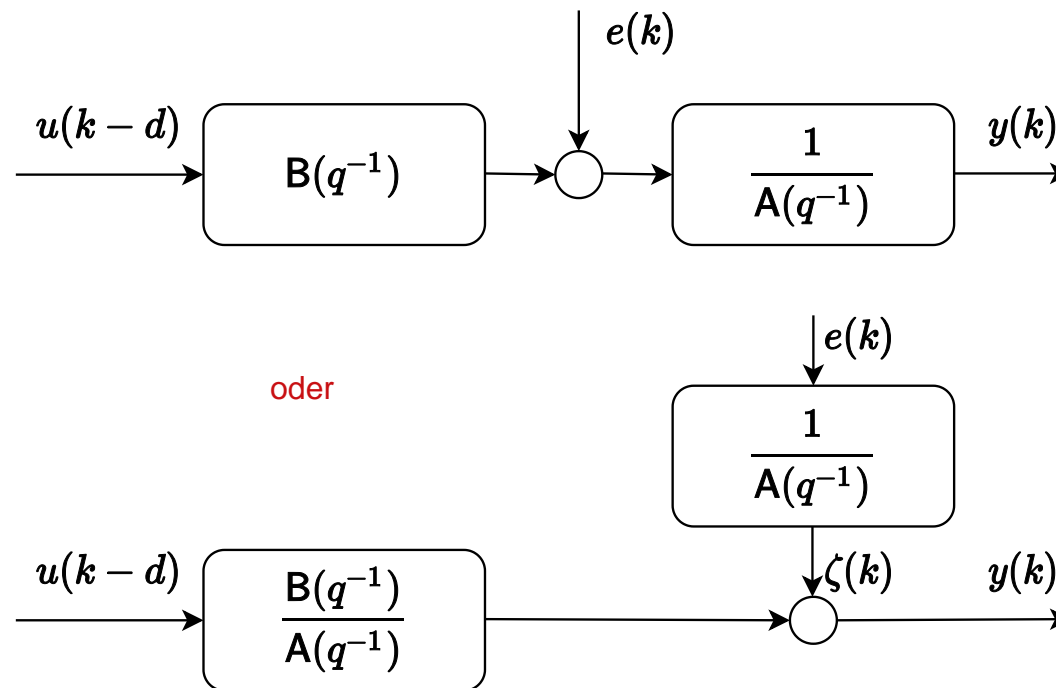 e(k)
u(k − d)
B(q⁻¹)
1
A(q⁻¹)
y(k)
oder
e(k)
1
A(q⁻¹)
u(k − d)
B(q⁻¹)
A(q⁻¹)
ζ(k)
y(k)